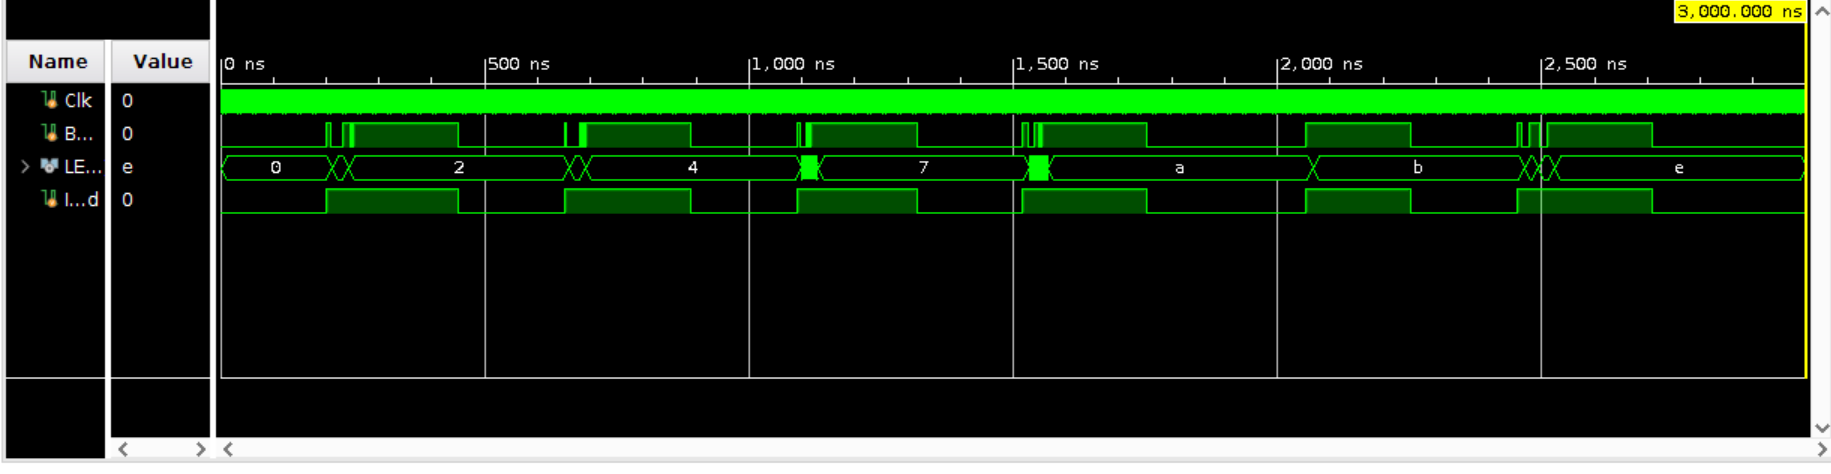 3,000.000 ns
Name Value
0 ns 500 ns 1,000 ns 1,500 ns 2,000 ns 2,500 ns
Clk 0
B... 0
LE... e 0 2 4 7 a b e
I...d 0